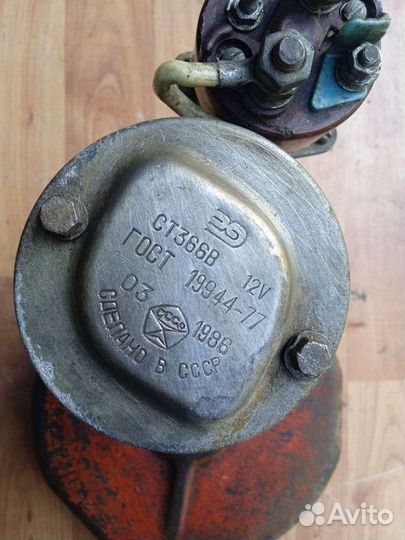 СТ366В 12V
ГОСТ 19944-77
03 СССР 1986
СДЕЛАНО В СССР
Avito